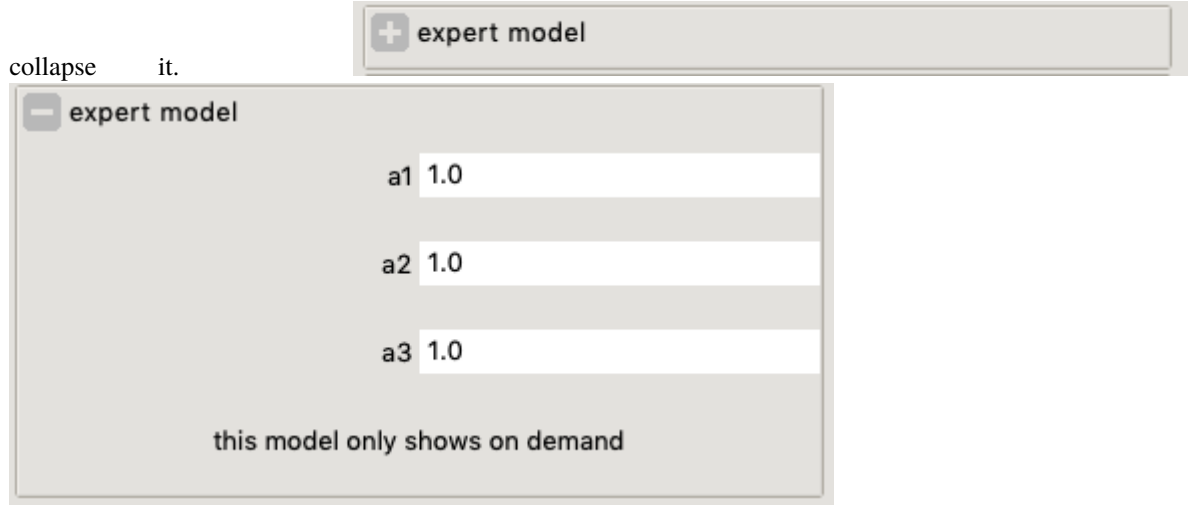 expert model
collapse it.
expert model
a1 1.0
a2 1.0
a3 1.0
this model only shows on demand